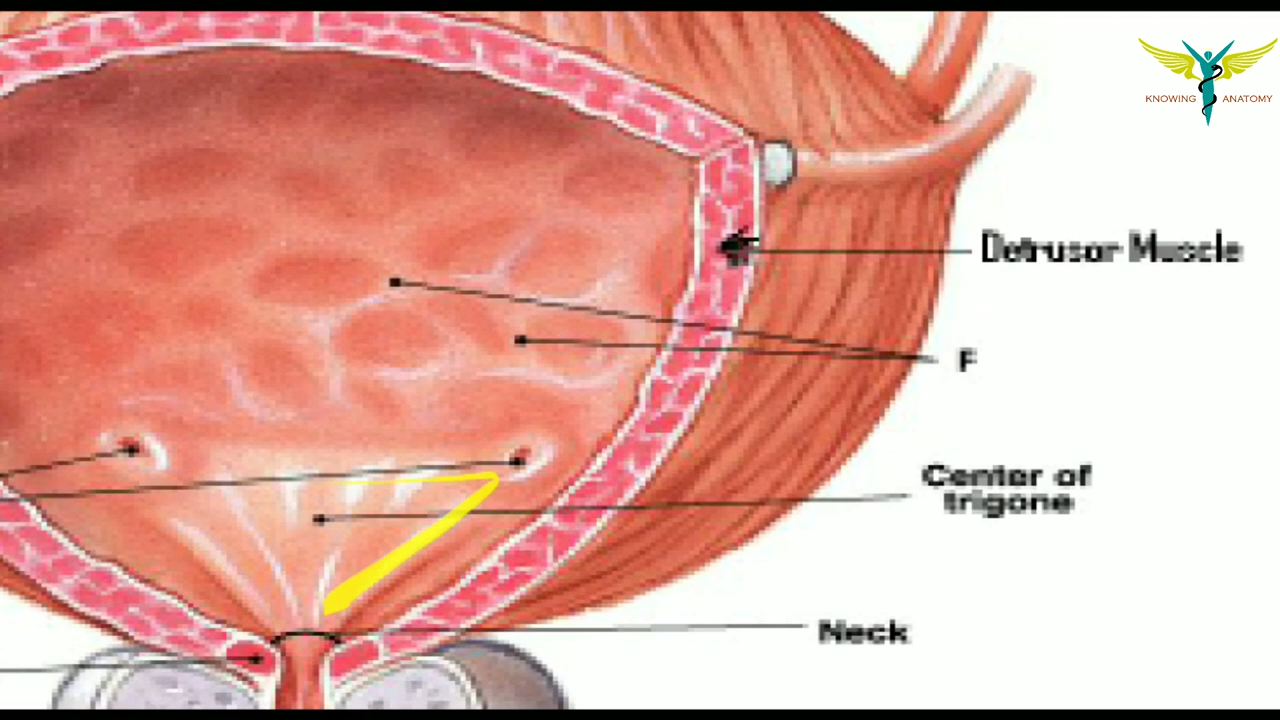 KNOWING ANATOMY
Detrusor Muscle
F
Center of
trigone
Neck